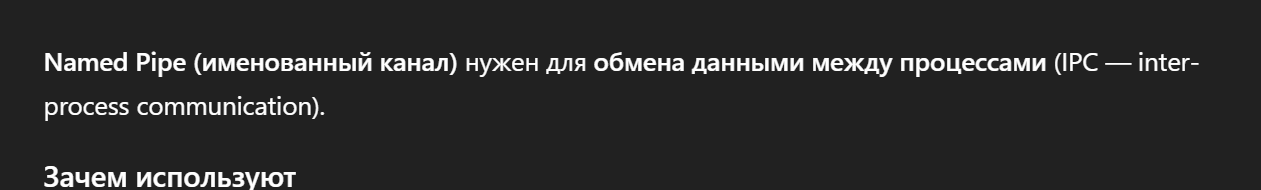 Named Pipe (именованный канал) нужен для обмена данными между процессами (IPC — inter-
process communication).
Зачем используют